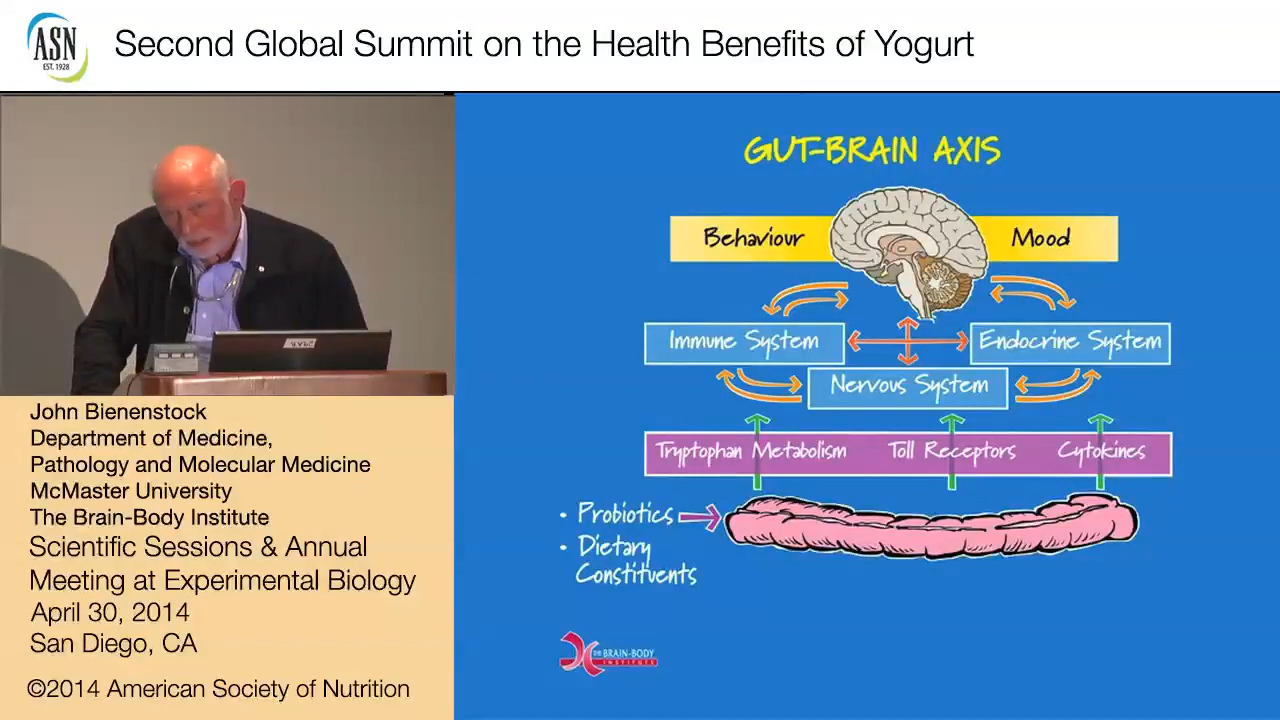 ASN
EST. 1928
Second Global Summit on the Health Benefits of Yogurt
John Bienenstock
Department of Medicine,
Pathology and Molecular Medicine
McMaster University
The Brain-Body Institute
Scientific Sessions & Annual
Meeting at Experimental Biology
April 30, 2014
San Diego, CA
©2014 American Society of Nutrition
GUT-BRAIN AXIS
Behaviour
Mood
Immune System
Endocrine System
Nervous System
Tryptophan Metabolism
Toll Receptors
Cytokines
• Probiotics
• Dietary
Constituents
THE BRAIN-BODY
INSTITUTE